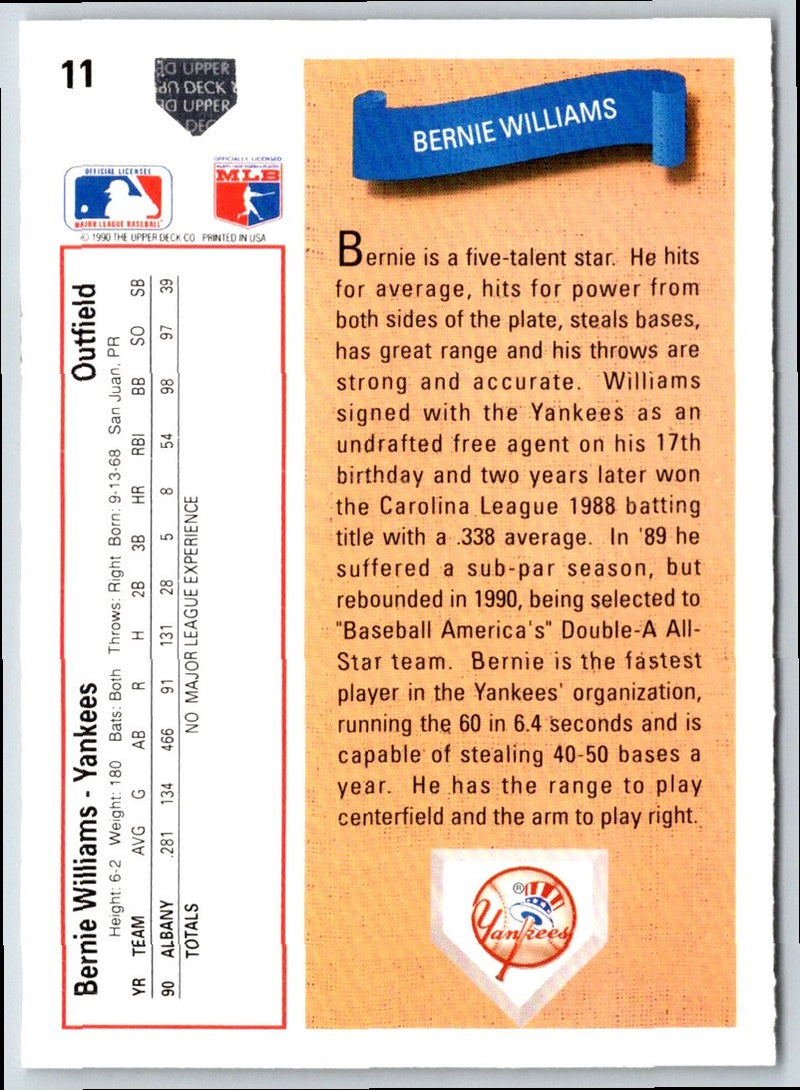 11
UPPER
DECK
UPPER
DEC
OFFICIAL LICENSEE
MAJOR LEAGUE BASEBALL
OFFICIALLY LICENSED
MLB
© 1990 THE UPPER DECK CO. PRINTED IN USA
Bernie Williams - Yankees Outfield
Height: 6-2 Weight: 180 Bats: Both Throws: Right Born: 9-13-68 San Juan, PR
YR TEAM AVG G AB R H 2B 3B HR RBI BB SO SB
90 ALBANY .281 134 466 91 131 28 5 8 54 98 97 39
TOTALS NO MAJOR LEAGUE EXPERIENCE
BERNIE WILLIAMS
Bernie is a five-talent star. He hits
for average, hits for power from
both sides of the plate, steals bases,
has great range and his throws are
strong and accurate. Williams
signed with the Yankees as an
undrafted free agent on his 17th
birthday and two years later won
the Carolina League 1988 batting
title with a .338 average. In '89 he
suffered a sub-par season, but
rebounded in 1990, being selected to
"Baseball America's" Double-A All-
Star team. Bernie is the fastest
player in the Yankees' organization,
running the 60 in 6.4 seconds and is
capable of stealing 40-50 bases a
year. He has the range to play
centerfield and the arm to play right.
®
Yankees